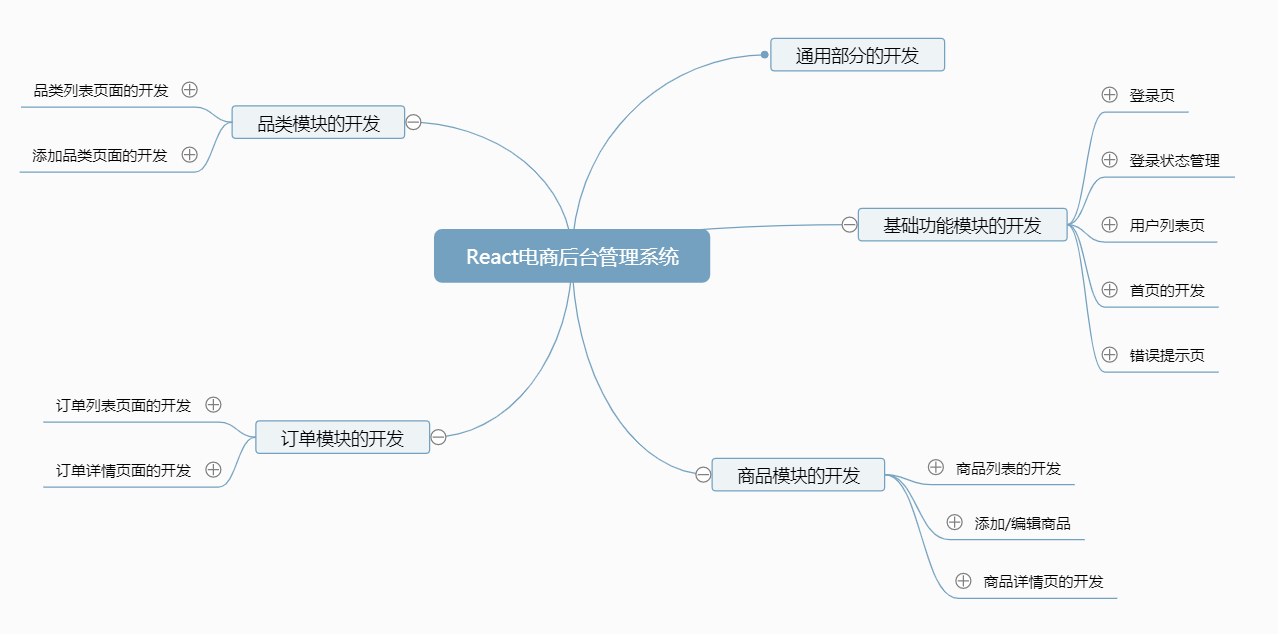 通用部分的开发
品类列表页面的开发
品类模块的开发
添加品类页面的开发
登录页
登录状态管理
基础功能模块的开发
用户列表页
首页的开发
错误提示页
React电商后台管理系统
订单列表页面的开发
订单模块的开发
订单详情页面的开发
商品模块的开发
商品列表的开发
添加/编辑商品
商品详情页的开发